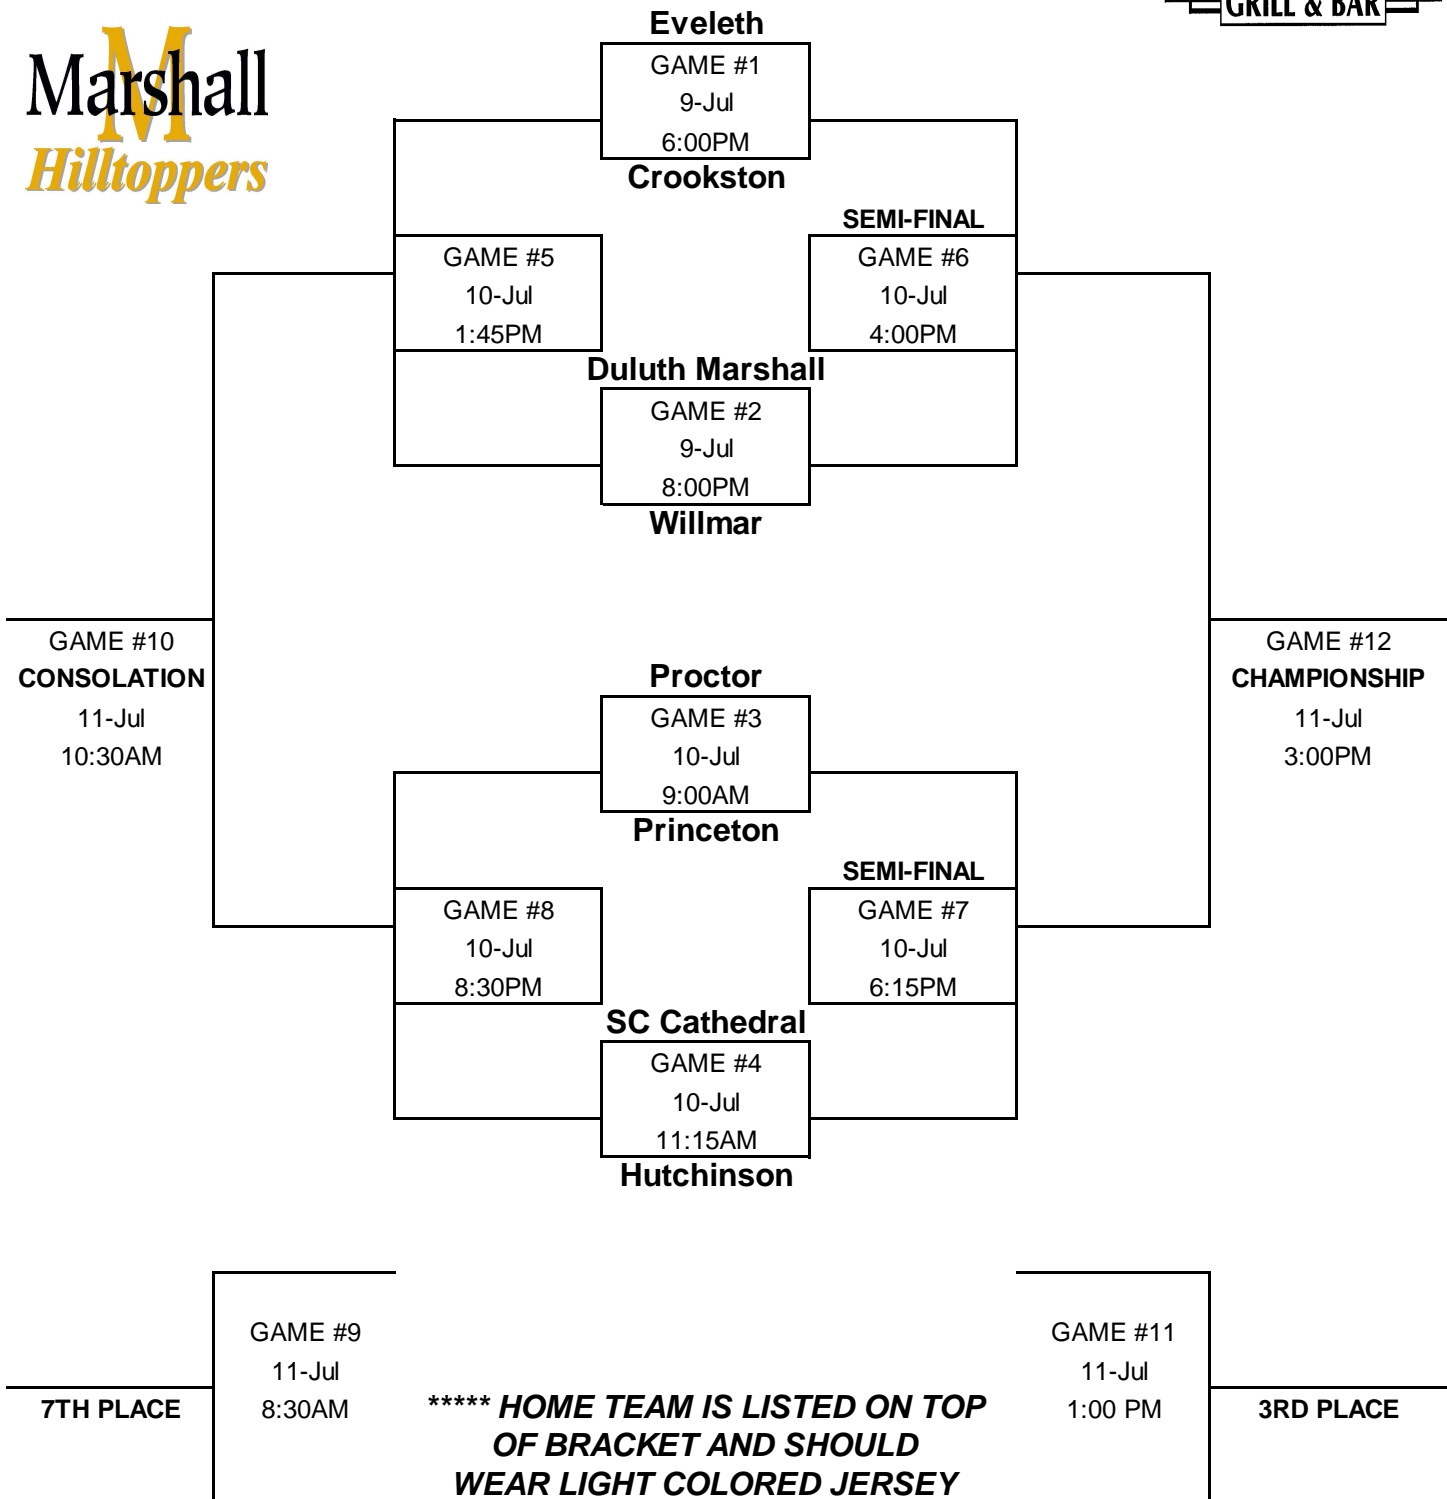 GRILL & BAR
Marshall
Hilltoppers
Eveleth
GAME #1
9-Jul
6:00PM
Crookston
SEMI-FINAL
GAME #5
10-Jul
1:45PM
GAME #6
10-Jul
4:00PM
Duluth Marshall
GAME #2
9-Jul
8:00PM
Willmar
GAME #10
CONSOLATION
11-Jul
10:30AM
GAME #12
CHAMPIONSHIP
11-Jul
3:00PM
Proctor
GAME #3
10-Jul
9:00AM
Princeton
SEMI-FINAL
GAME #8
10-Jul
8:30PM
GAME #7
10-Jul
6:15PM
SC Cathedral
GAME #4
10-Jul
11:15AM
Hutchinson
GAME #9
11-Jul
8:30AM
7TH PLACE
GAME #11
11-Jul
1:00 PM
3RD PLACE
***** HOME TEAM IS LISTED ON TOP
OF BRACKET AND SHOULD
WEAR LIGHT COLORED JERSEY